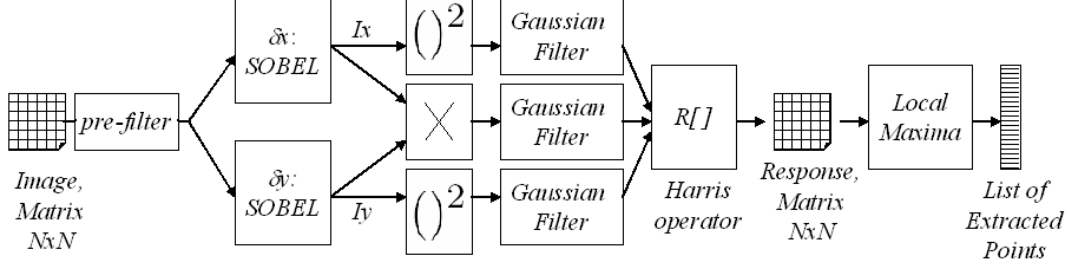 Image,
Matrix
NxN
pre-filter
δx:
SOBEL
δy:
SOBEL
Ix
Iy
()²
×
()²
Gaussian
Filter
Gaussian
Filter
Gaussian
Filter
R[]
Harris
operator
Response,
Matrix
NxN
Local
Maxima
List of
Extracted
Points